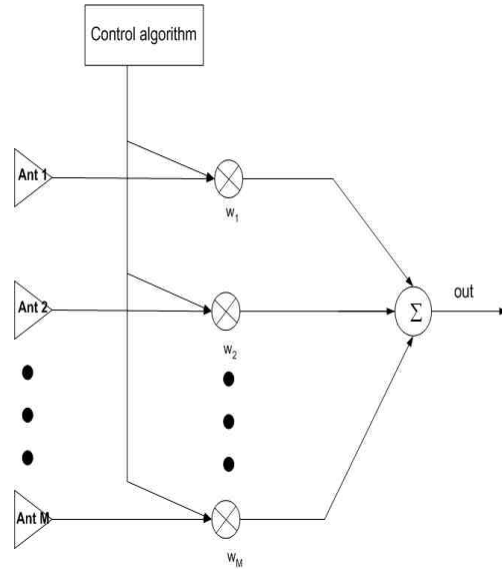 Control algorithm
Ant 1
w1
Ant 2
w2
Σ
out
Ant M
wM